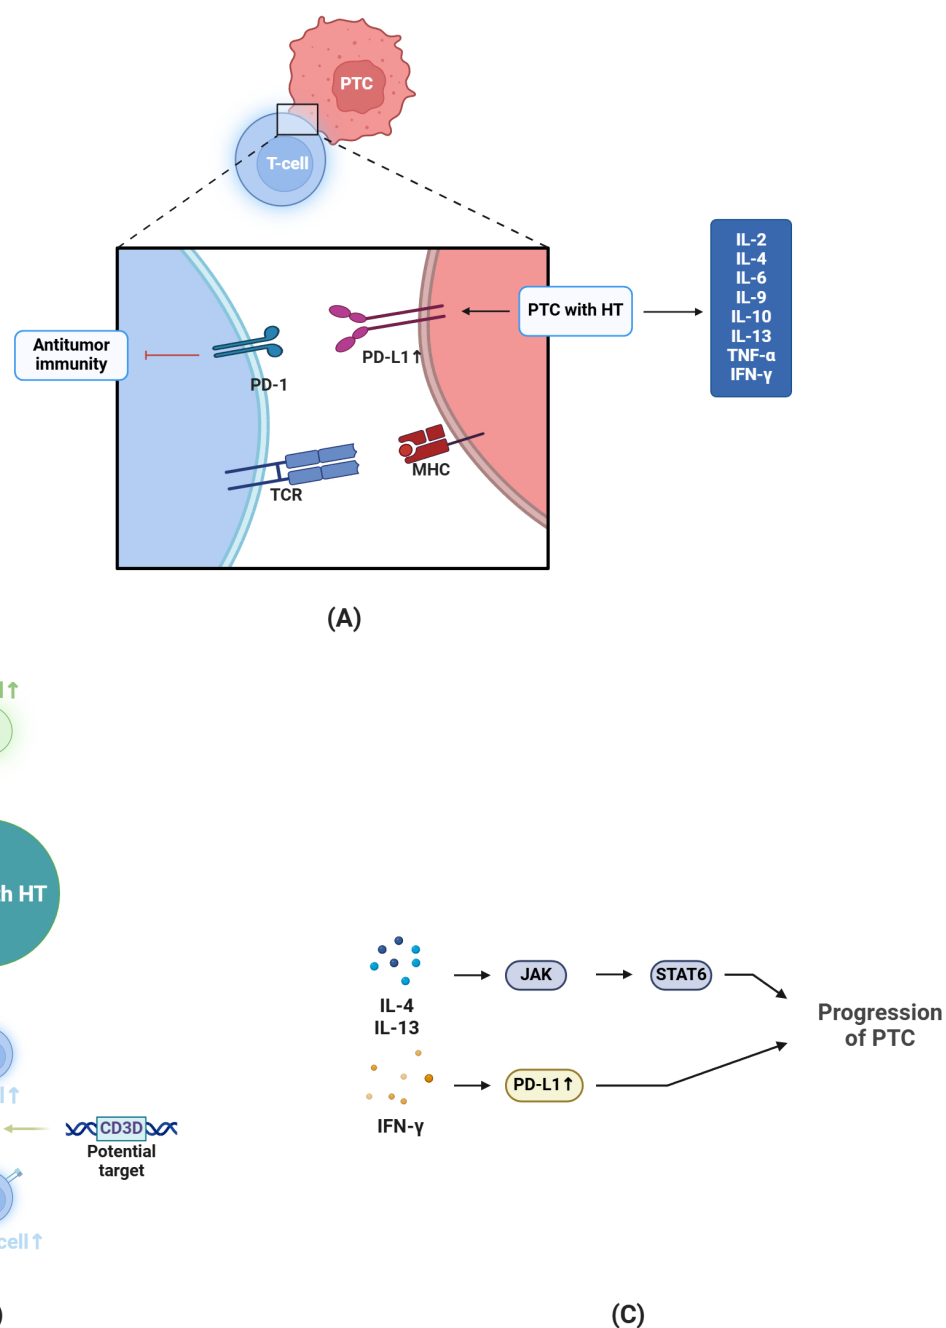 PTC
T-cell
IL-2
IL-4
IL-6
IL-9
IL-10
IL-13
TNF-α
IFN-γ
PTC with HT
Antitumor
immunity
PD-L1↑
PD-1
MHC
TCR
(A)
↑
HT
↑
CD3D
Potential
target
cell↑
)
IL-4
IL-13
JAK
STAT6
Progression
of PTC
PD-L1↑
IFN-γ
(C)